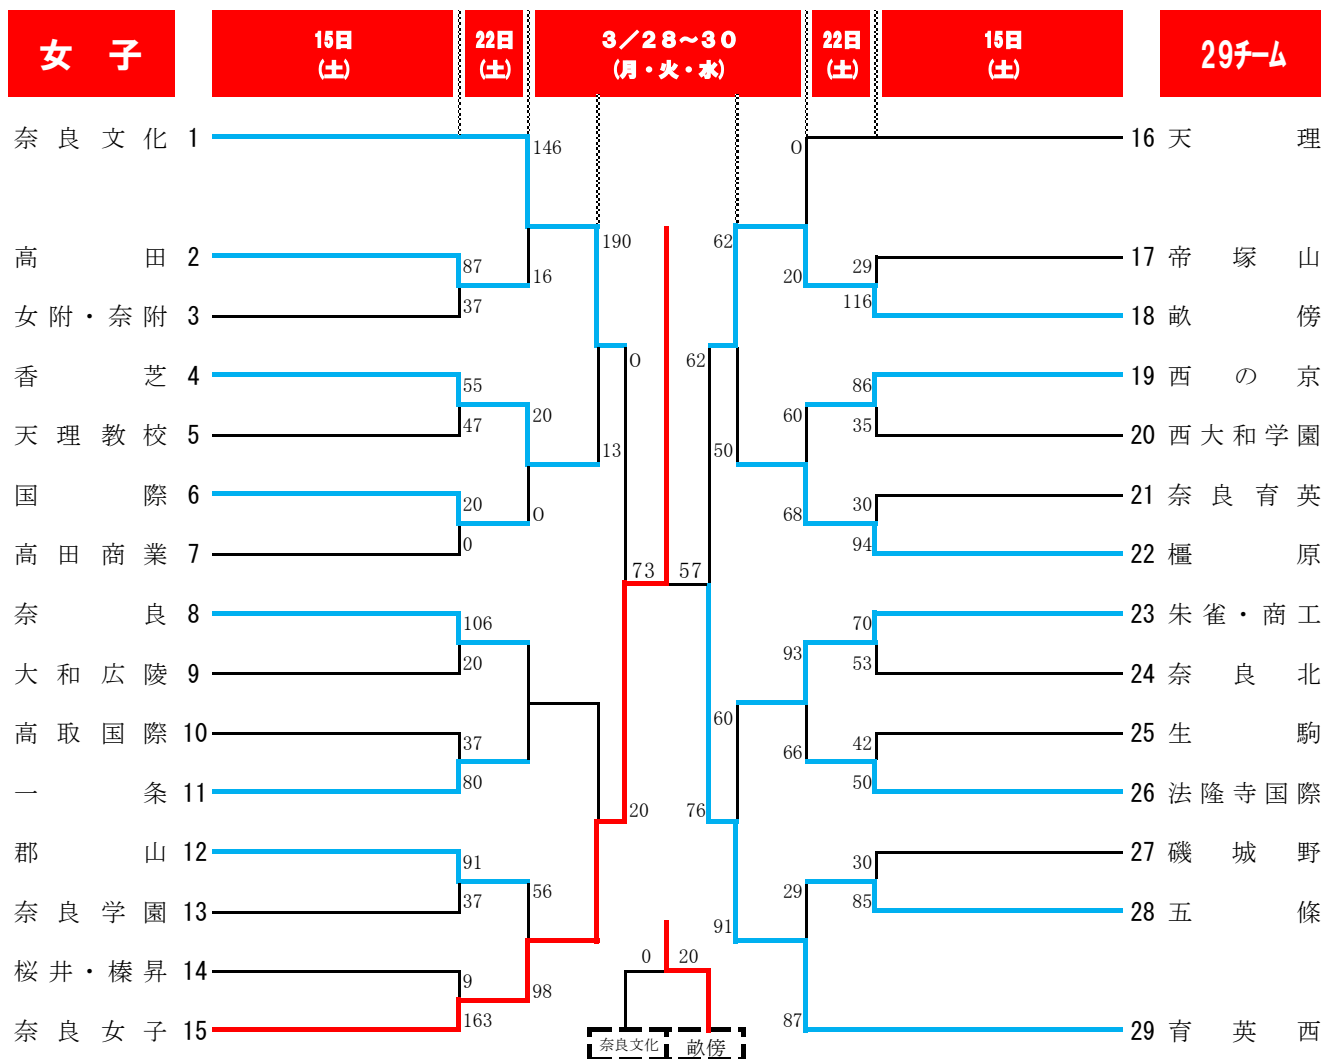 女 子 15日 22日 3／28～30 22日 15日 29チーム
(土) (土) (月・火・水) (土) (土)
奈良文化 1 146 0 16 天理
高田 2 87 190 62 29 17 帝塚山
16 20
女附・奈附 3 37 116 18 畝傍
香芝 4 55 0 62 86 19 西の京
20 60
天理教校 5 47 13 50 35 20 西大和学園
国際 6 20 30 21 奈良育英
0 68
高田商業 7 0 73 57 94 22 橿原
奈良 8 106 70 23 朱雀・商工
大和広陵 9 20 93 53 24 奈良北
高取国際 10 37 60 66 42 25 生駒
一条 11 80 20 76 50 26 法隆寺国際
郡山 12 91 30 27 磯城野
56 29
奈良学園 13 37 91 85 28 五條
桜井・榛昇 14 9 98 0 20
奈良女子 15 163 87 29 育英西
奈良文化 畝傍